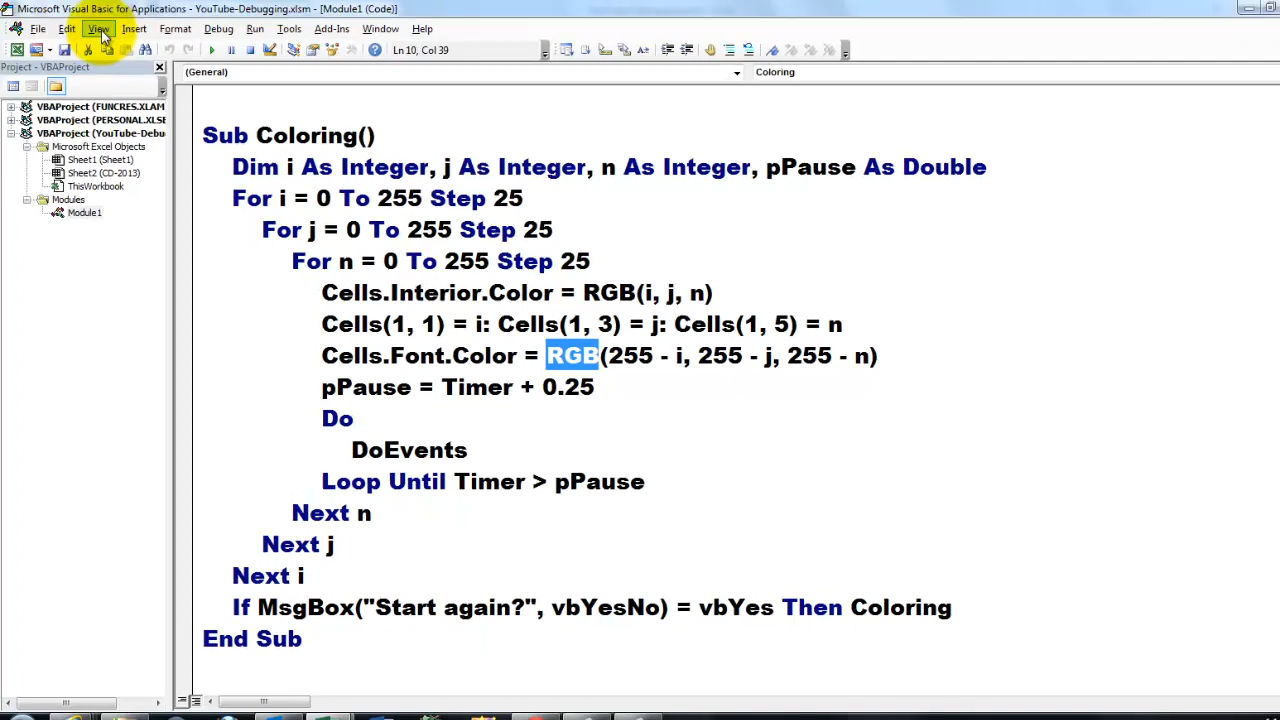 Microsoft Visual Basic for Applications - YouTube-Debugging.xlsm - [Module1 (Code)]
File Edit View Insert Format Debug Run Tools Add-Ins Window Help
Ln 10, Col 39
Project - VBAProject
(General) Coloring
VBAProject (FUNCRES.XLAM
VBAProject (PERSONAL.XLSB
VBAProject (YouTube-Debu
Microsoft Excel Objects
Sheet1 (Sheet1)
Sheet2 (CD-2013)
ThisWorkbook
Modules
Module1
Sub Coloring()
Dim i As Integer, j As Integer, n As Integer, pPause As Double
For i = 0 To 255 Step 25
For j = 0 To 255 Step 25
For n = 0 To 255 Step 25
Cells.Interior.Color = RGB(i, j, n)
Cells(1, 1) = i: Cells(1, 3) = j: Cells(1, 5) = n
Cells.Font.Color = RGB(255 - i, 255 - j, 255 - n)
pPause = Timer + 0.25
Do
DoEvents
Loop Until Timer > pPause
Next n
Next j
Next i
If MsgBox("Start again?", vbYesNo) = vbYes Then Coloring
End Sub